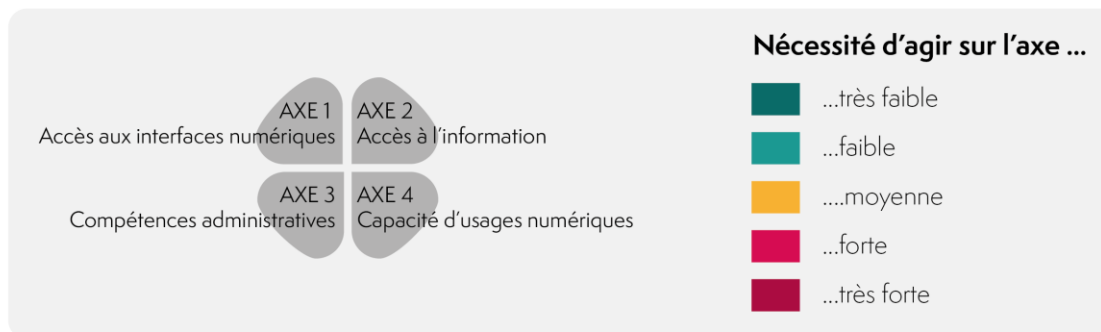 AXE 1
Accès aux interfaces numériques
AXE 2
Accès à l'information
AXE 3
Compétences administratives
AXE 4
Capacité d'usages numériques
Nécessité d'agir sur l'axe ...
...très faible
...faible
....moyenne
...forte
...très forte